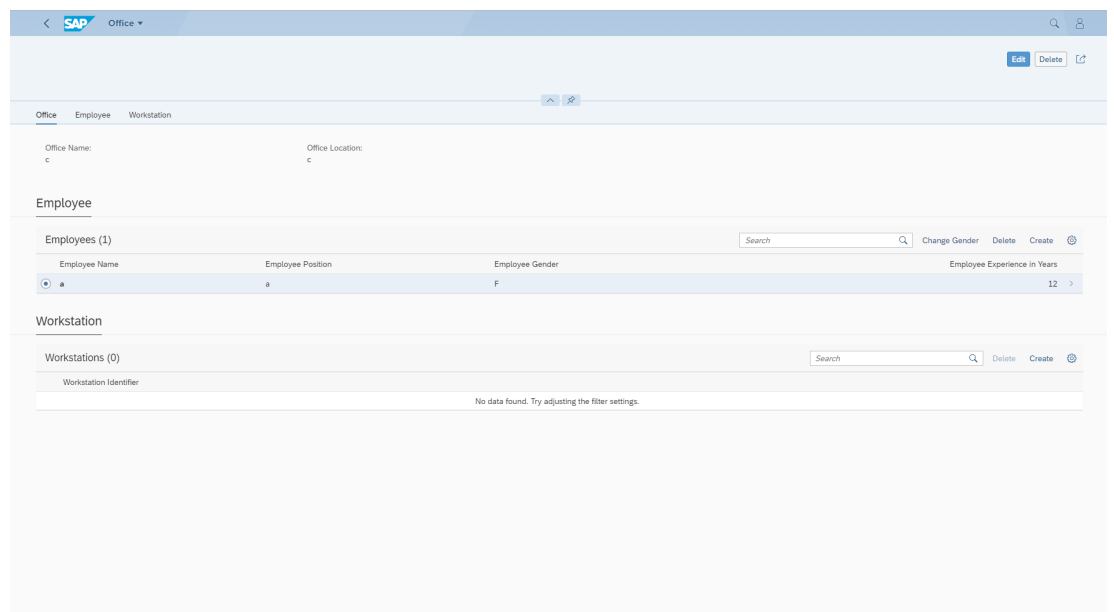 SAP Office
Edit Delete
Office Employee Workstation
Office Name: Office Location:
c c
Employee
Employees (1) Search Change Gender Delete Create
Employee Name Employee Position Employee Gender Employee Experience in Years
a a F 12
Workstation
Workstations (0) Search Delete Create
Workstation Identifier
No data found. Try adjusting the filter settings.